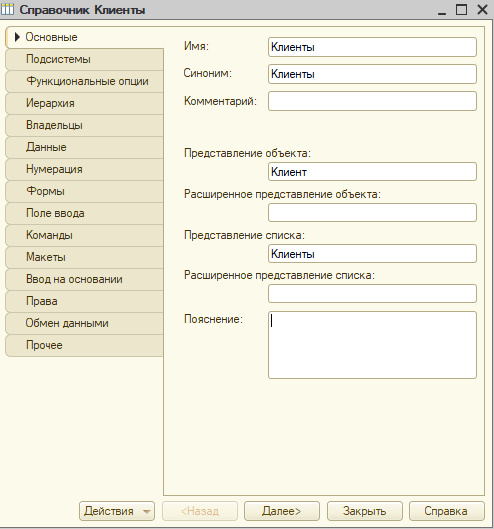 Справочник Клиенты
Основные
Подсистемы
Функциональные опции
Иерархия
Владельцы
Данные
Нумерация
Формы
Поле ввода
Команды
Макеты
Ввод на основании
Права
Обмен данными
Прочее
Имя: Клиенты
Синоним: Клиенты
Комментарий:
Представление объекта:
Клиент
Расширенное представление объекта:
Представление списка:
Клиенты
Расширенное представление списка:
Пояснение:
Действия <Назад Далее> Закрыть Справка